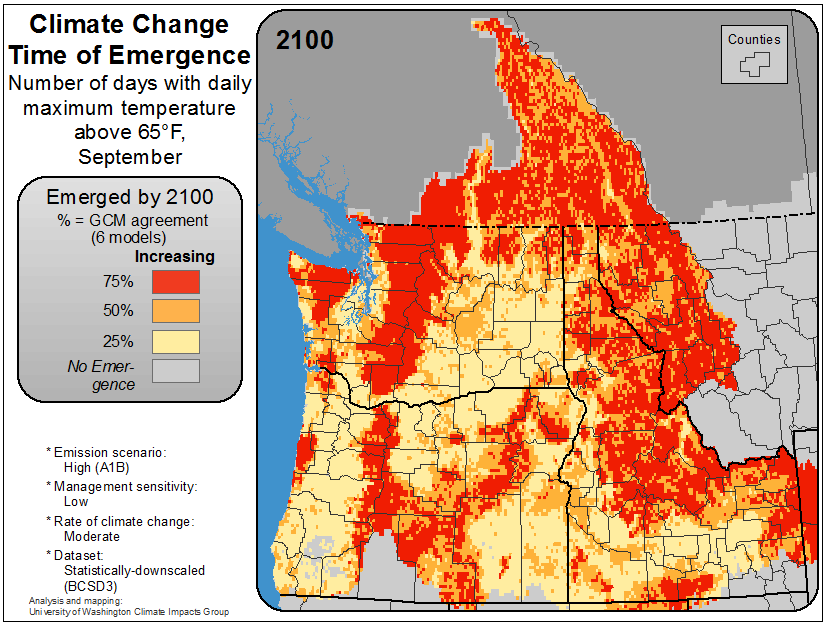 Climate Change
Time of Emergence
Number of days with daily
maximum temperature
above 65°F,
September
Emerged by 2100
% = GCM agreement
(6 models)
Increasing
75%
50%
25%
No Emer-
gence
* Emission scenario:
High (A1B)
* Management sensitivity:
Low
* Rate of climate change:
Moderate
* Dataset:
Statistically-downscaled
(BCSD3)
Analysis and mapping:
University of Washington Climate Impacts Group
2100
Counties